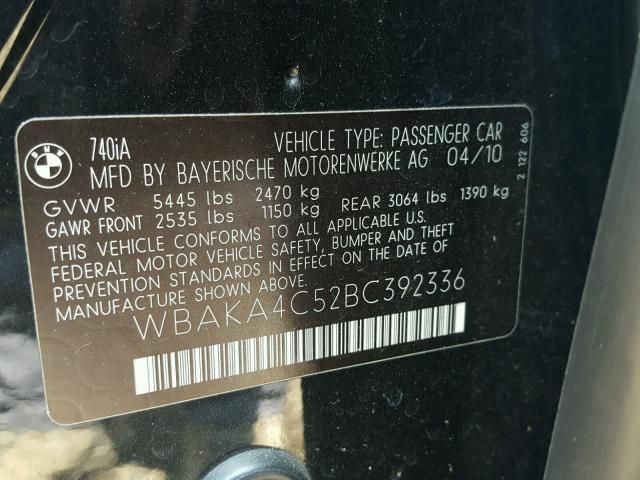 BMW
740iA VEHICLE TYPE: PASSENGER CAR
MFD BY BAYERISCHE MOTORENWERKE AG 04/10
GVWR 5445 lbs 2470 kg
GAWR FRONT 2535 lbs 1150 kg REAR 3064 lbs 1390 kg
THIS VEHICLE CONFORMS TO ALL APPLICABLE U.S.
FEDERAL MOTOR VEHICLE SAFETY, BUMPER AND THEFT
PREVENTION STANDARDS IN EFFECT ON THE DATE OF
MANUFACTURE SHOWN ABOVE.
WBAKA4C52BC392336
2 122 606